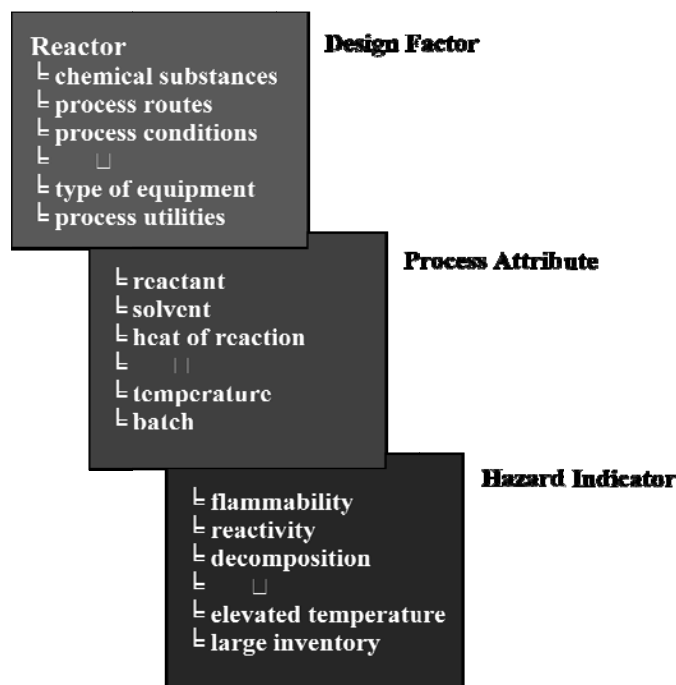 Reactor
Design Factor
chemical substances
process routes
process conditions
type of equipment
process utilities
Process Attribute
reactant
solvent
heat of reaction
temperature
batch
Hazard Indicator
flammability
reactivity
decomposition
elevated temperature
large inventory